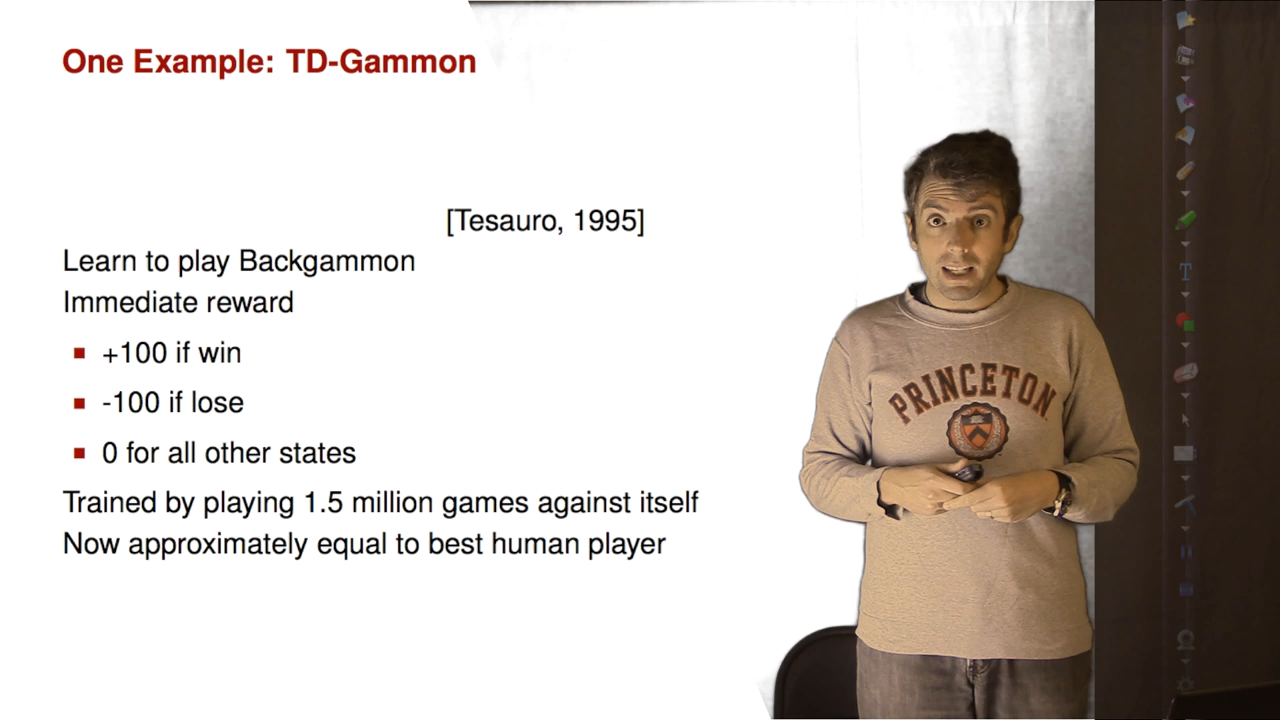 One Example: TD-Gammon
[Tesauro, 1995]
Learn to play Backgammon
Immediate reward
+100 if win
-100 if lose
0 for all other states
Trained by playing 1.5 million games against itself
Now approximately equal to best human player
PRINCETON
T